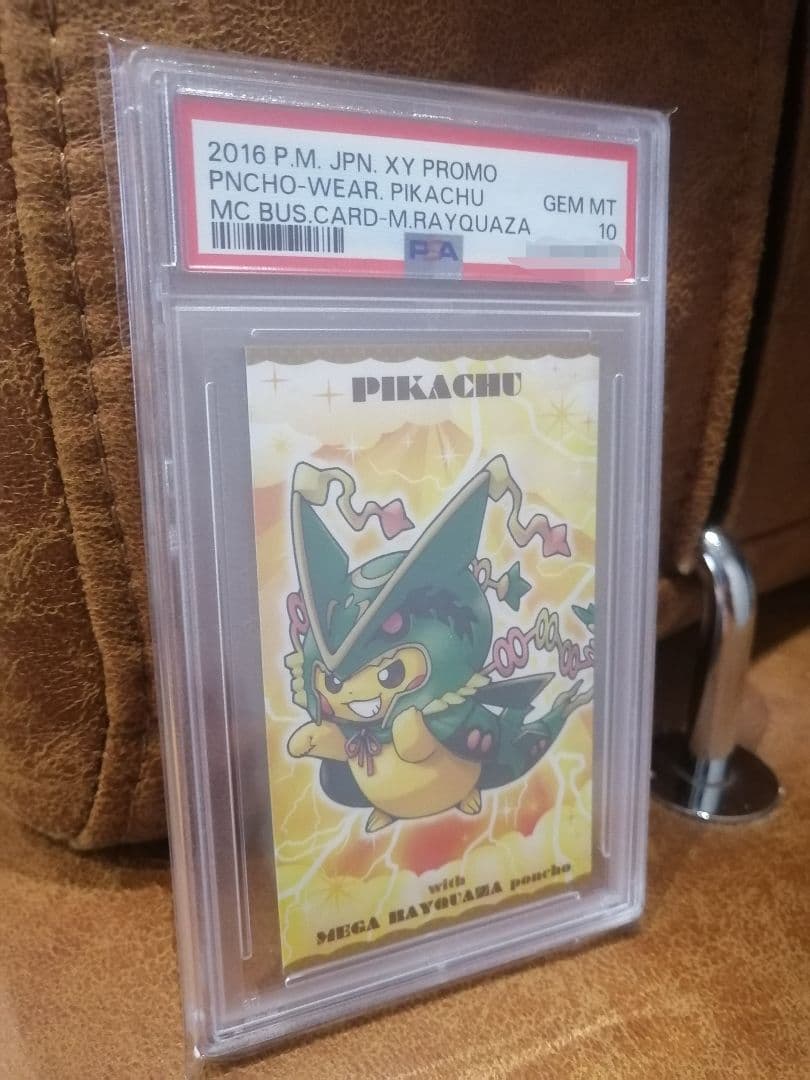 2016 P.M. JPN. XY PROMO
PNCHO-WEAR. PIKACHU
GEM MT
MC BUS.CARD-M.RAYQUAZA
10
PSA
PIKACHU
with
MEGA RAYQUAZA poncho